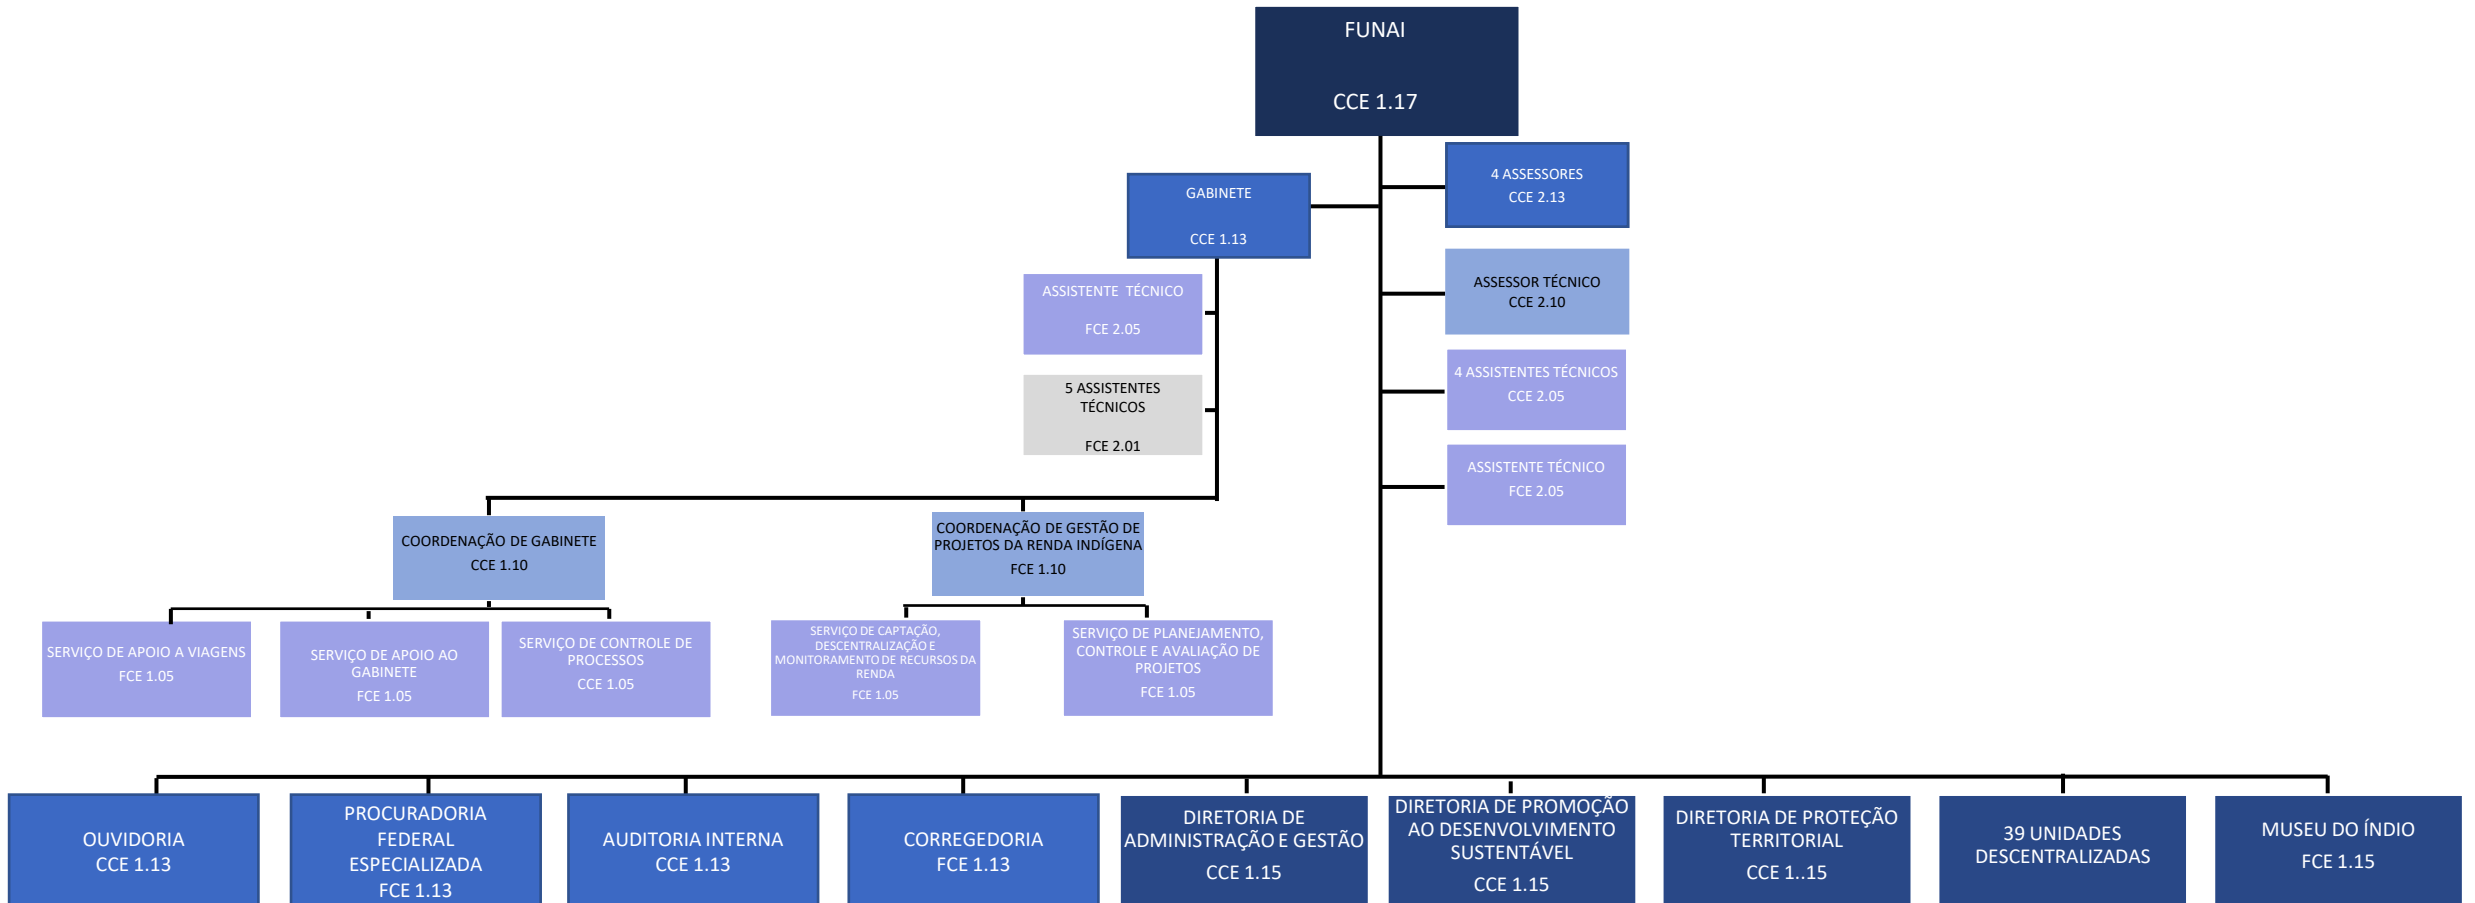 FUNAI
CCE 1.17
4 ASSESSORES
CCE 2.13
GABINETE
CCE 1.13
ASSESSOR TÉCNICO
CCE 2.10
ASSISTENTE TÉCNICO
FCE 2.05
4 ASSISTENTES TÉCNICOS
CCE 2.05
5 ASSISTENTES
TÉCNICOS
FCE 2.01
ASSISTENTE TÉCNICO
FCE 2.05
COORDENAÇÃO DE GABINETE
CCE 1.10
COORDENAÇÃO DE GESTÃO DE
PROJETOS DA RENDA INDÍGENA
FCE 1.10
SERVIÇO DE APOIO A VIAGENS
FCE 1.05
SERVIÇO DE APOIO AO
GABINETE
FCE 1.05
SERVIÇO DE CONTROLE DE
PROCESSOS
CCE 1.05
SERVIÇO DE CAPTAÇÃO,
DESCENTRALIZAÇÃO E
MONITORAMENTO DE RECURSOS DA
RENDA
FCE 1.05
SERVIÇO DE PLANEJAMENTO,
CONTROLE E AVALIAÇÃO DE
PROJETOS
FCE 1.05
OUVIDORIA
CCE 1.13
PROCURADORIA
FEDERAL
ESPECIALIZADA
FCE 1.13
AUDITORIA INTERNA
CCE 1.13
CORREGEDORIA
FCE 1.13
DIRETORIA DE
ADMINISTRAÇÃO E GESTÃO
CCE 1.15
DIRETORIA DE PROMOÇÃO
AO DESENVOLVIMENTO
SUSTENTÁVEL
CCE 1.15
DIRETORIA DE PROTEÇÃO
TERRITORIAL
CCE 1..15
39 UNIDADES
DESCENTRALIZADAS
MUSEU DO ÍNDIO
FCE 1.15